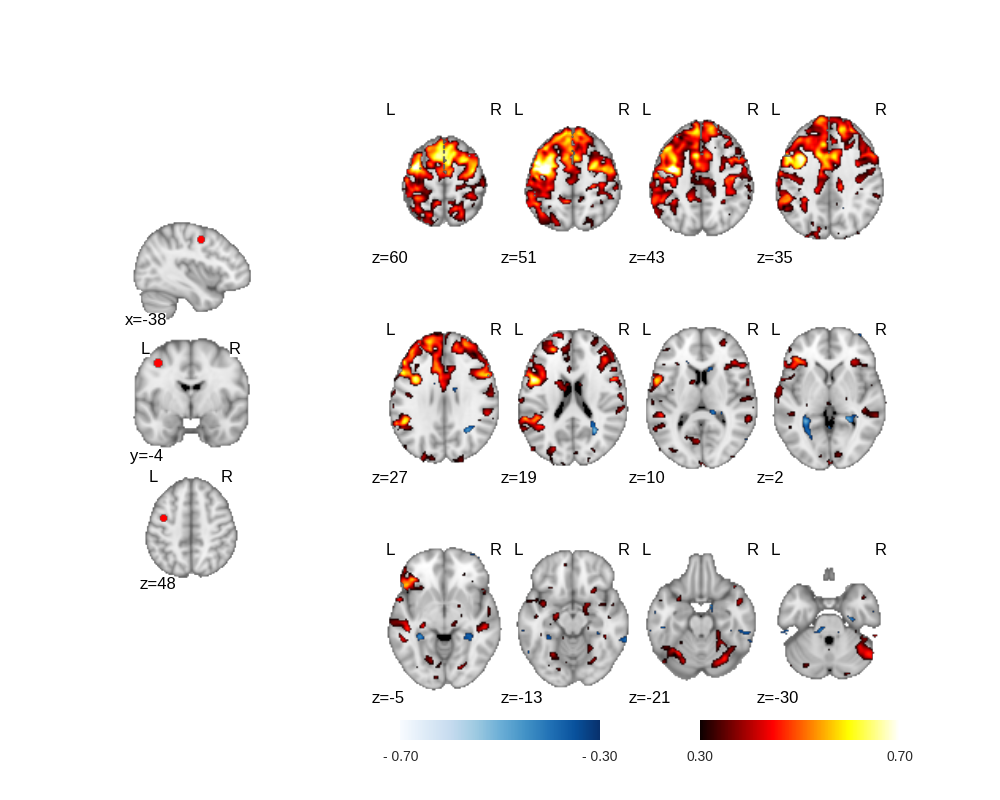 L R L R L R L R
z=60 z=51 z=43 z=35
x=-38
L R L R L R L R
L R
y=-4
z=27 z=19 z=10 z=2
L R
z=48
L R L R L R L R
z=-5 z=-13 z=-21 z=-30
- 0.70 - 0.30 0.30 0.70